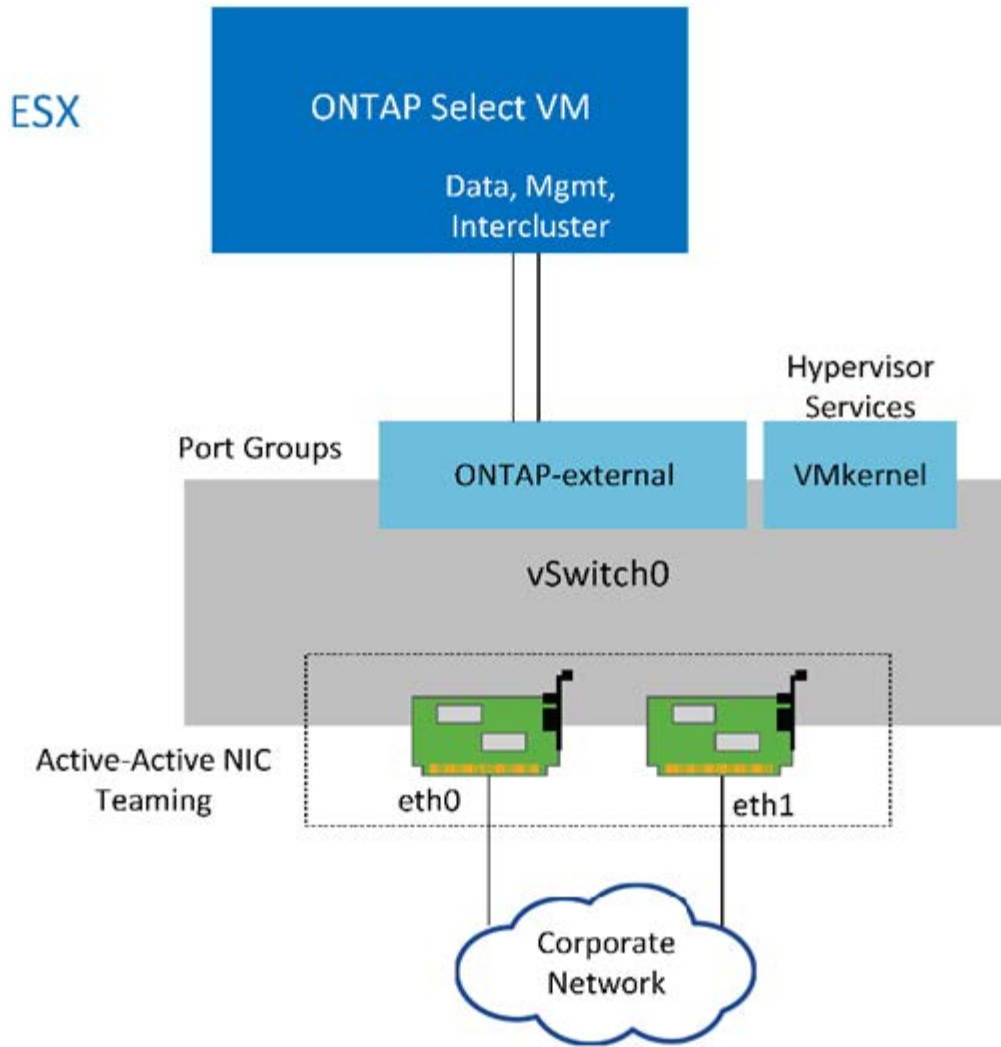 ESX
ONTAP Select VM
Data, Mgmt,
Intercluster
Hypervisor
Services
Port Groups
ONTAP-external
VMkernel
vSwitch0
Active-Active NIC
Teaming
eth0
eth1
Corporate
Network